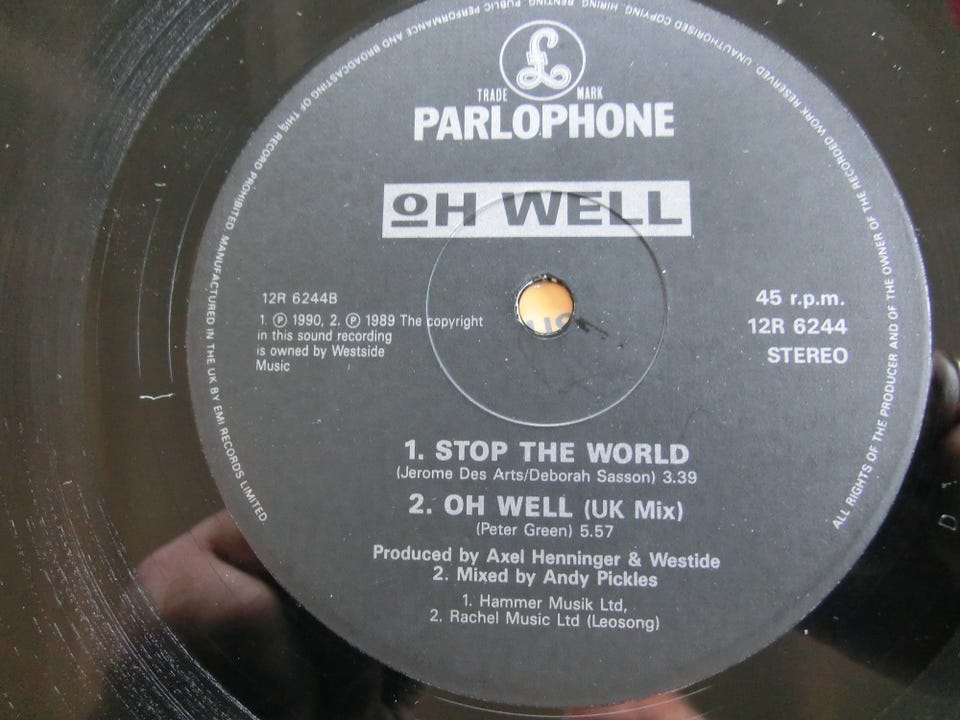 £
TRADE MARK
PARLOPHONE
OH WELL
12R 6244B
1. Ⓟ 1990, 2. Ⓟ 1989 The copyright
in this sound recording
is owned by Westside
Music
45 r.p.m.
12R 6244
STEREO
1. STOP THE WORLD
(Jerome Des Arts/Deborah Sasson) 3.39
2. OH WELL (UK Mix)
(Peter Green) 5.57
Produced by Axel Henninger & Westide
2. Mixed by Andy Pickles
1. Hammer Musik Ltd,
2. Rachel Music Ltd (Leosong)
ALL RIGHTS OF THE PRODUCER AND OF THE OWNER OF THE RECORDED WORK RESERVED UNAUTHORISED COPYING, HIRING, RENTING, PUBLIC PERFORMANCE AND BROADCASTING OF THIS RECORD PROHIBITED. MANUFACTURED IN THE UK BY EMI RECORDS LIMITED.